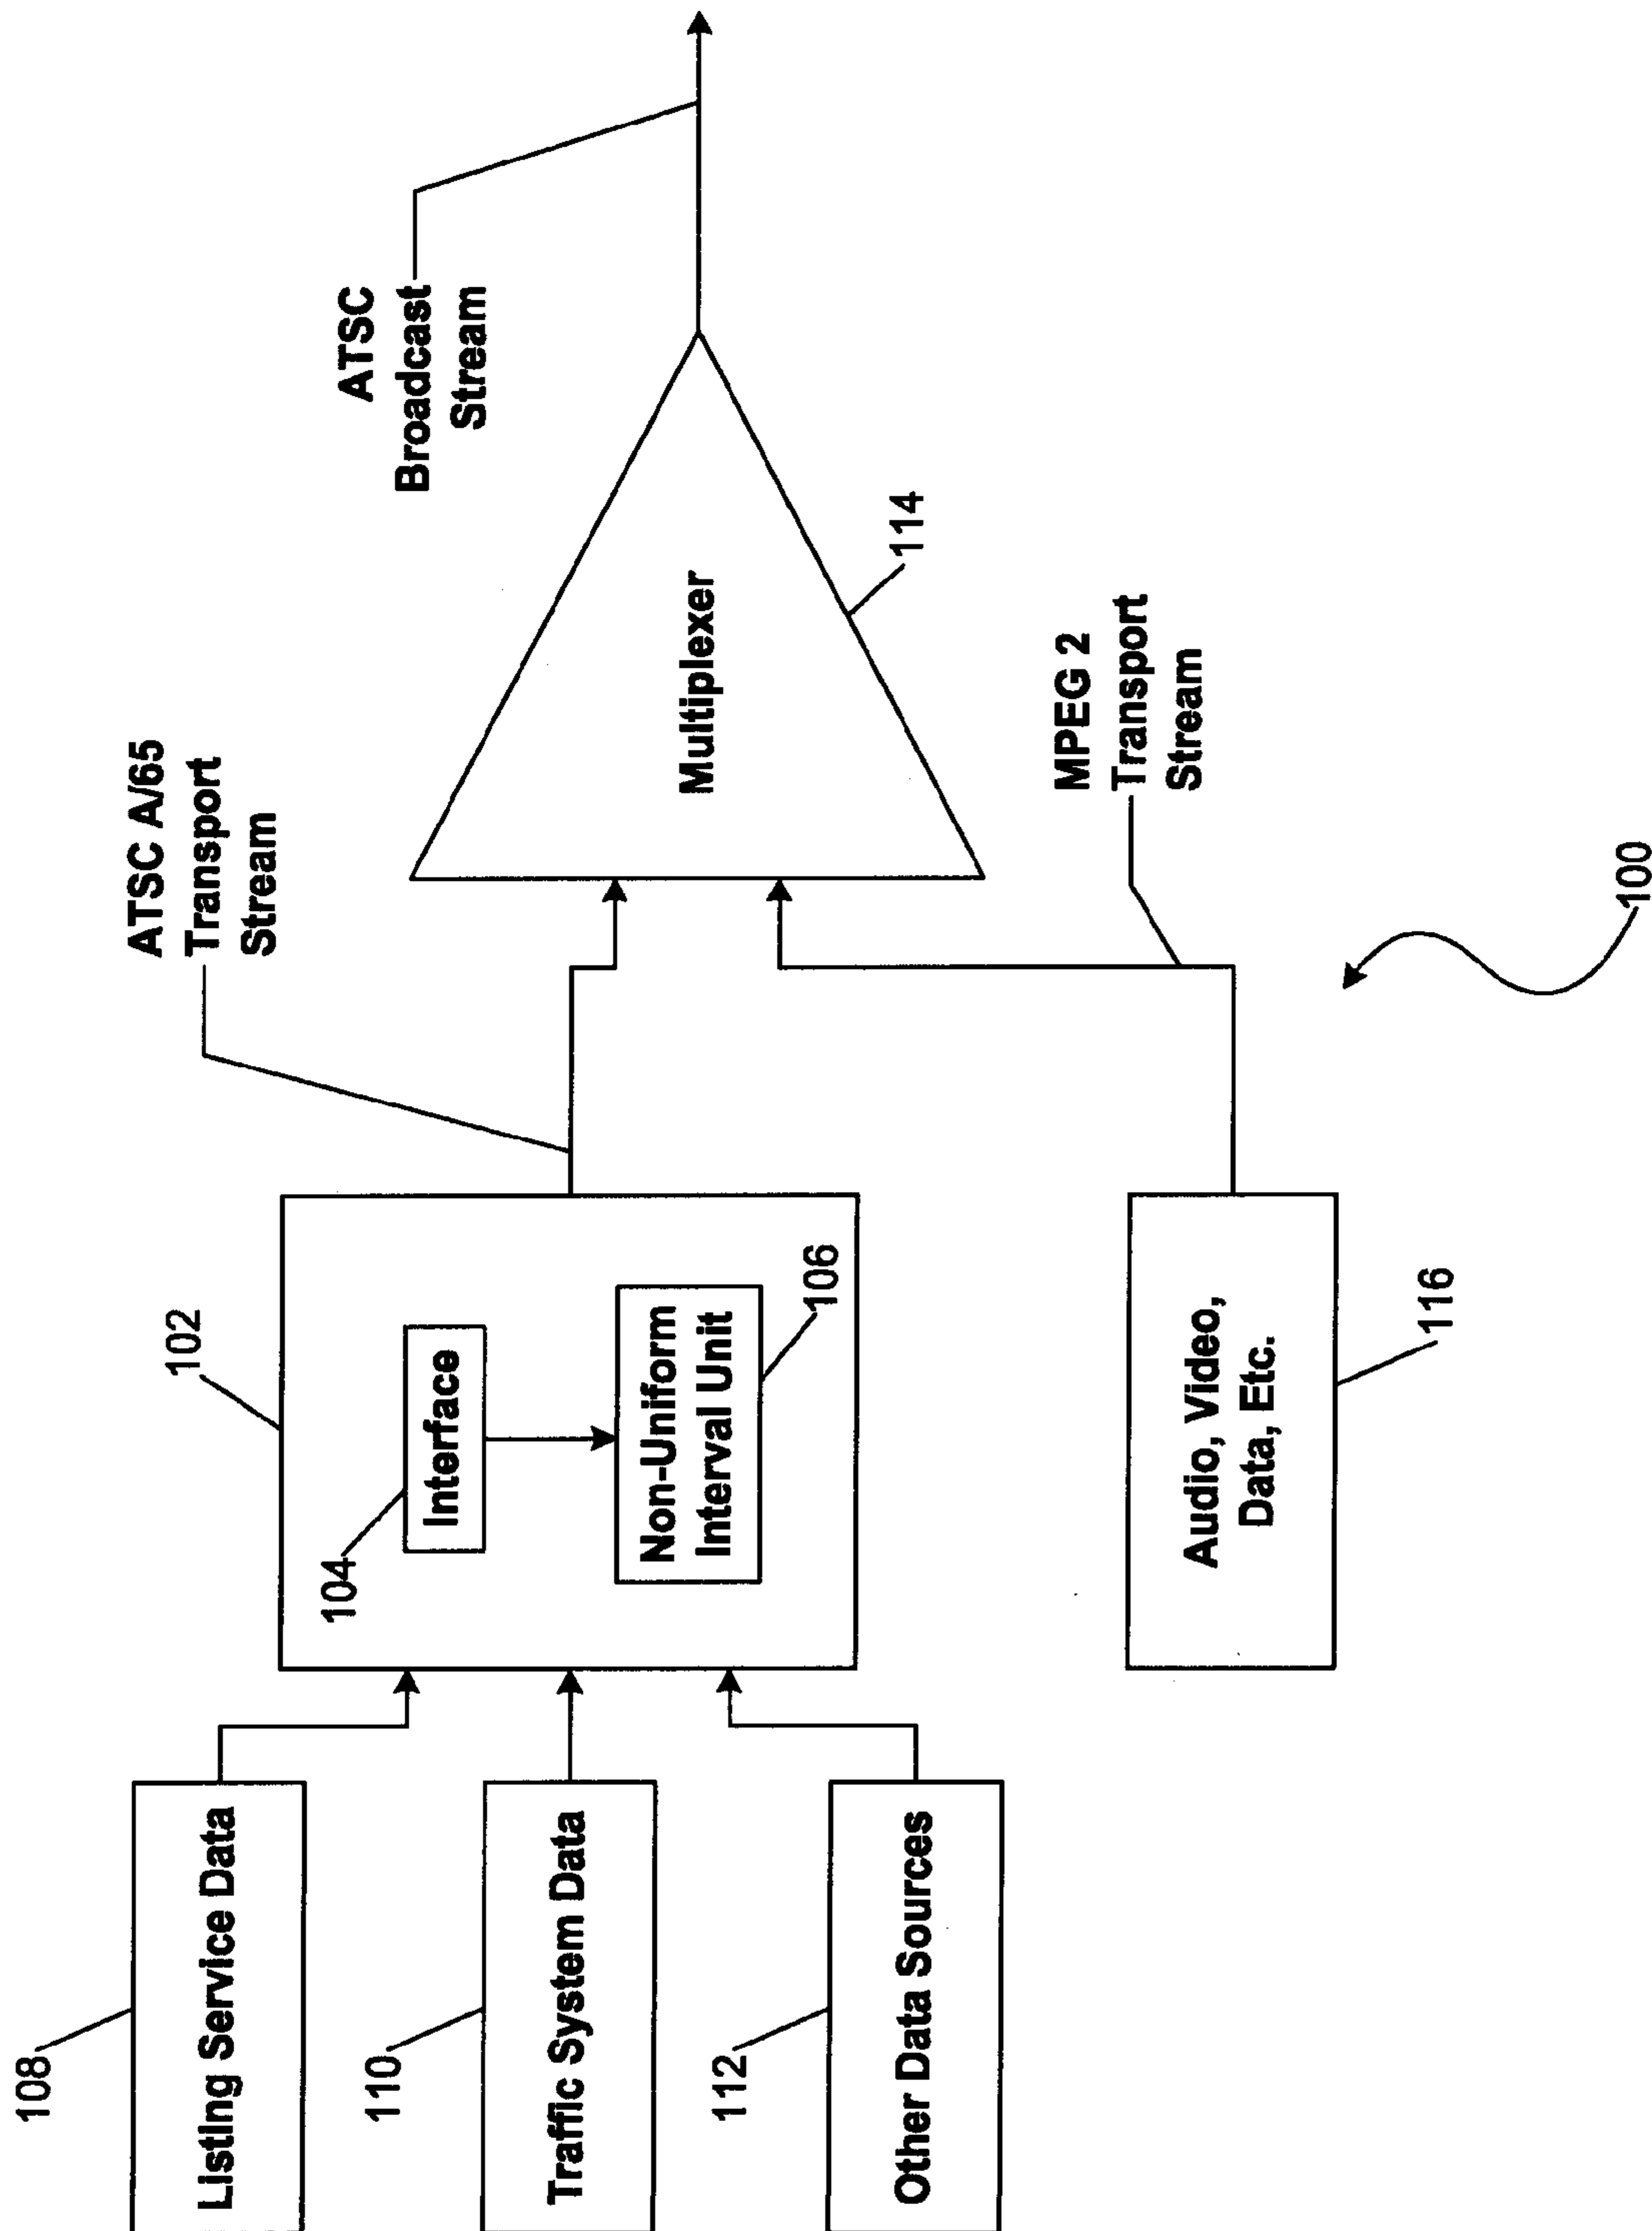 108
Listing Service Data
110
Traffic System Data
112
Other Data Sources
102
104
Interface
Non-Uniform
Interval Unit
106
ATSC A/65
Transport
Stream
Audio, Video,
Data, Etc.
116
MPEG 2
Transport
Stream
Multiplexer
114
ATSC
Broadcast
Stream
100